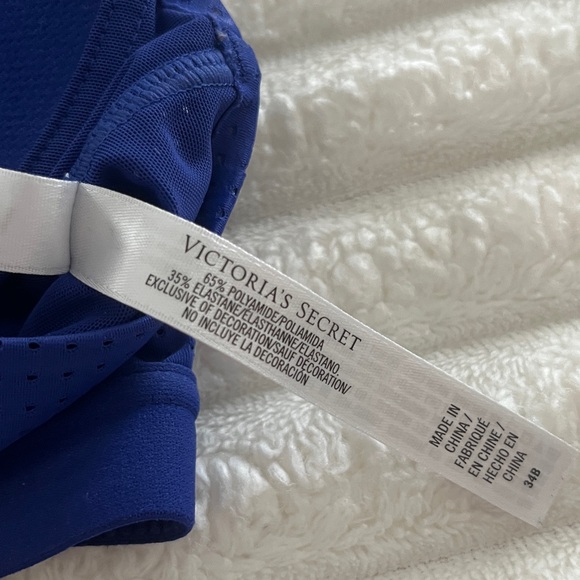 VICTORIA'S SECRET
65% POLYAMIDE/POLIAMIDA
35% ELASTANE/ÉLASTHANNE/ELASTANO
EXCLUSIVE OF DECORATION/SAUF DÉCORATION/
NO INCLUYE LA DECORACIÓN
MADE IN
CHINA/
FABRIQUÉ
EN CHINE/
HECHO EN
CHINA
34B